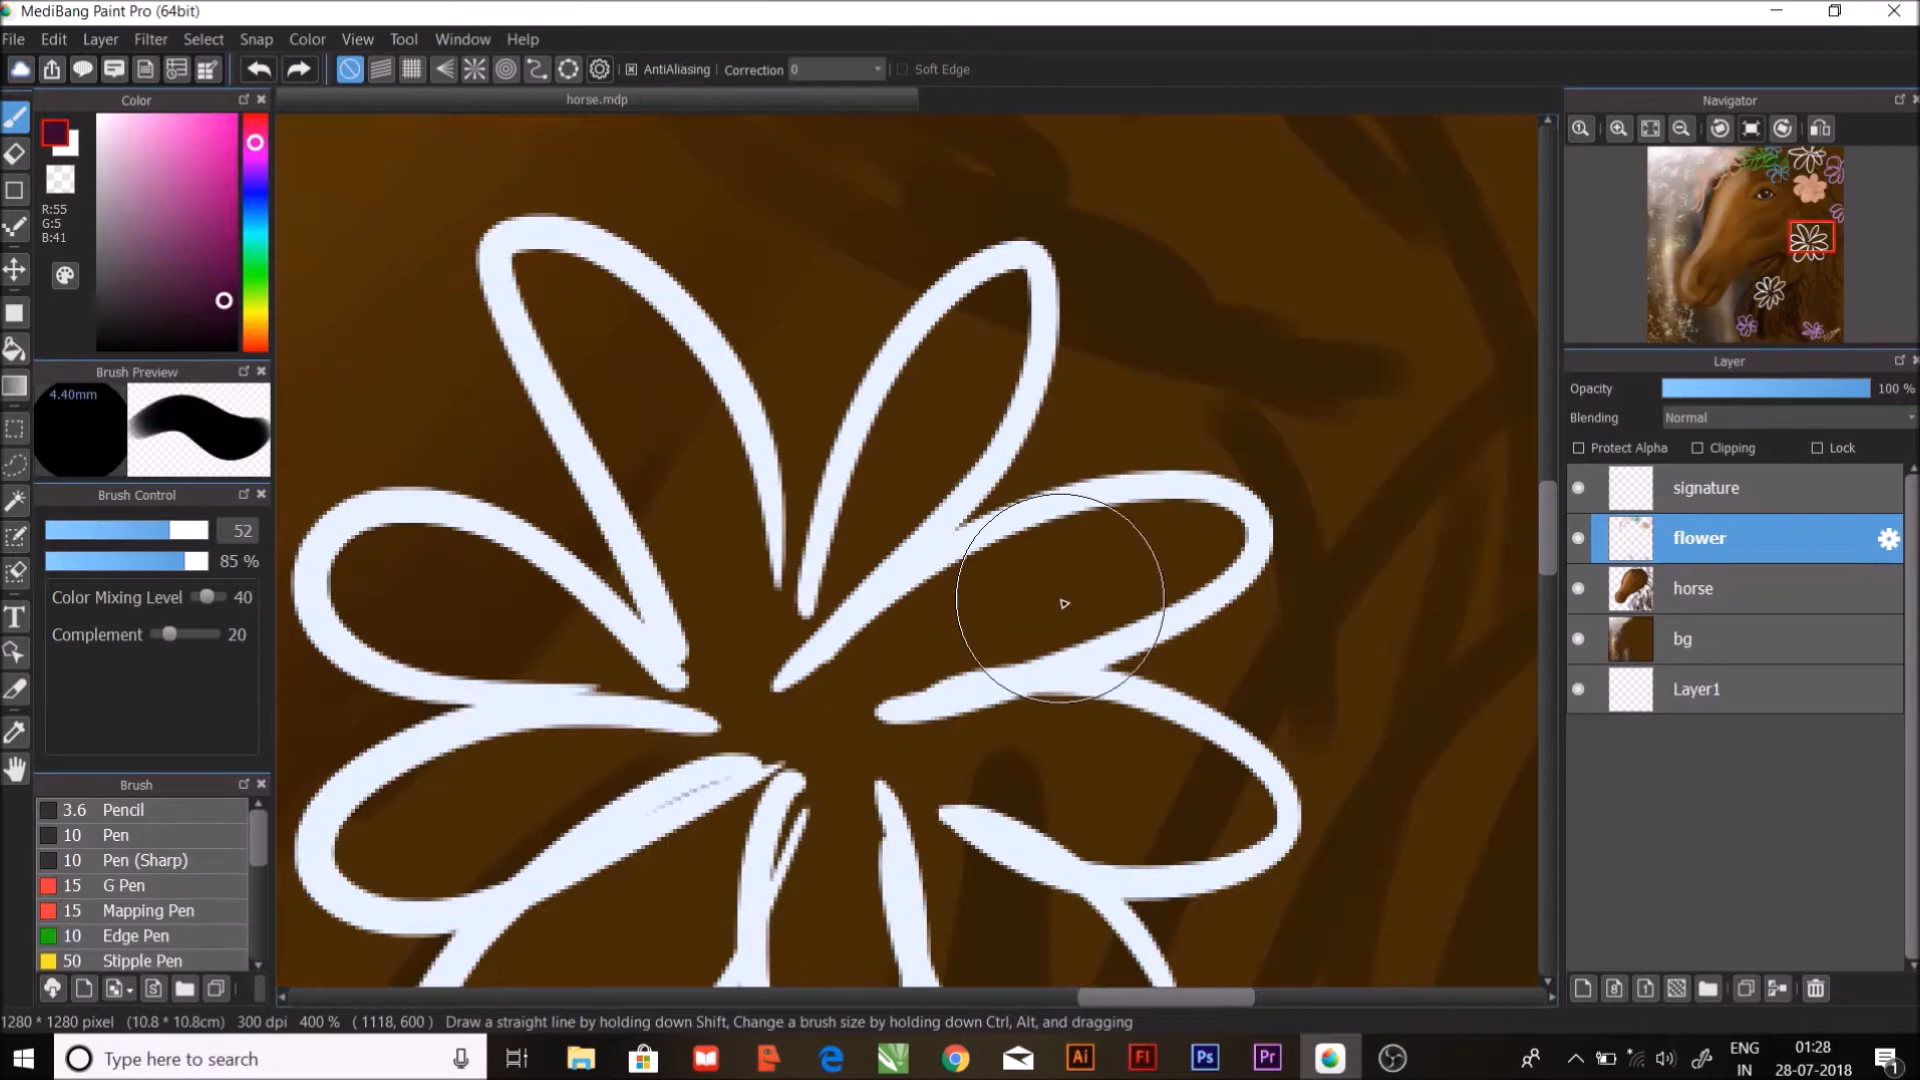 MediBang Paint Pro (64bit)
File Edit Layer Filter Select Snap Color View Tool Window Help
AntiAliasing Correction 0 Soft Edge
Color
horse.mdp
Navigator
R:55
G:5
B:41
Brush Preview
4.40mm
Brush Control
52
85 %
Color Mixing Level 40
Complement 20
Brush
3.6 Pencil
10 Pen
10 Pen (Sharp)
15 G Pen
15 Mapping Pen
10 Edge Pen
50 Stipple Pen
Layer
Opacity 100 %
Blending Normal
Protect Alpha Clipping Lock
signature
flower
horse
bg
Layer1
1280 * 1280 pixel (10.8 * 10.8cm) 300 dpi 400 % ( 1118, 600 ) Draw a straight line by holding down Shift, Change a brush size by holding down Ctrl, Alt, and dragging
Type here to search
Ai
Fl
Ps
Pr
ENG
IN
01:28
28-07-2018
1